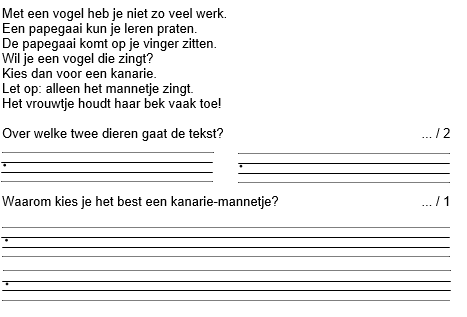 Met een vogel heb je niet zo veel werk.
Een papegaai kun je leren praten.
De papegaai komt op je vinger zitten.
Wil je een vogel die zingt?
Kies dan voor een kanarie.
Let op: alleen het mannetje zingt.
Het vrouwtje houdt haar bek vaak toe!
Over welke twee dieren gaat de tekst? ... / 2
Waarom kies je het best een kanarie-mannetje? ... / 1